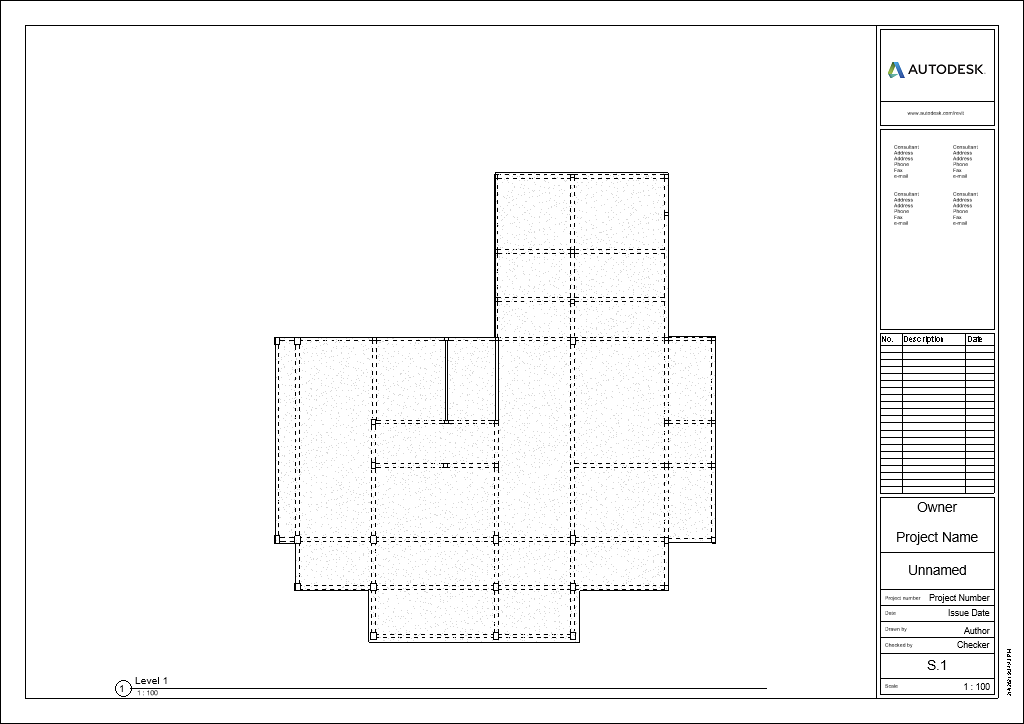 AUTODESK
www.autodesk.com/revit
Consultant Consultant
Address Address
Address Address
Phone Phone
Fax Fax
e-mail e-mail
Consultant Consultant
Address Address
Address Address
Phone Phone
Fax Fax
e-mail e-mail
No. Description Date
Owner
Project Name
Unnamed
Project number Project Number
Date Issue Date
Drawn by Author
Checked by Checker
S.1
Scale 1 : 100
1 Level 1
1 : 100